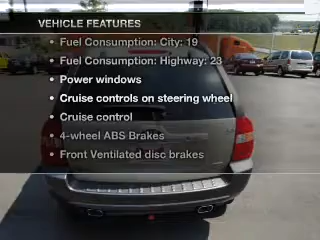 VEHICLE FEATURES
• Fuel Consumption: City: 19
• Fuel Consumption: Highway: 23
• Power windows
• Cruise controls on steering wheel
• Cruise control
• 4-wheel ABS Brakes
• Front Ventilated disc brakes